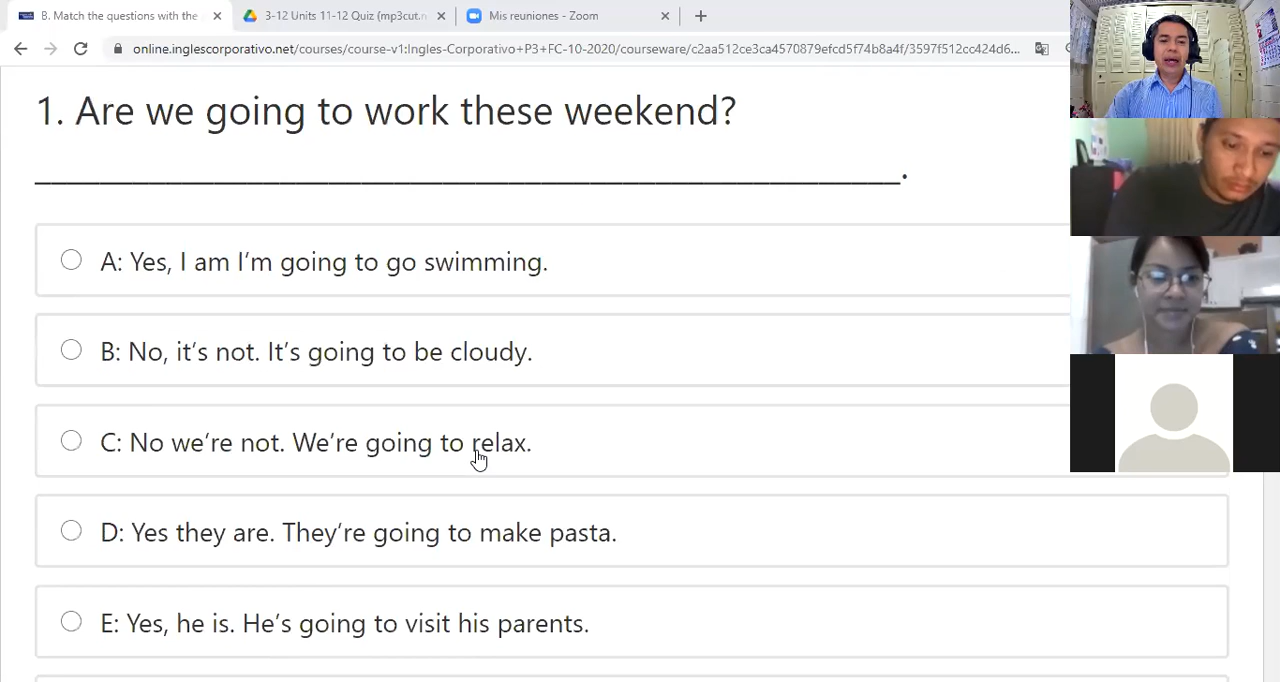 B. Match the questions with the
3-12 Units 11-12 Quiz (mp3cut.r
Mis reuniones - Zoom
online.inglescorporativo.net/courses/course-v1:Ingles-Corporativo+P3+FC-10-2020/courseware/c2aa512ce3ca4570879efcd5f74b8a4f/3597f512cc424d6...
1. Are we going to work these weekend?
______________________________________________.
A: Yes, I am I’m going to go swimming.
B: No, it’s not. It’s going to be cloudy.
C: No we’re not. We’re going to relax.
D: Yes they are. They’re going to make pasta.
E: Yes, he is. He’s going to visit his parents.